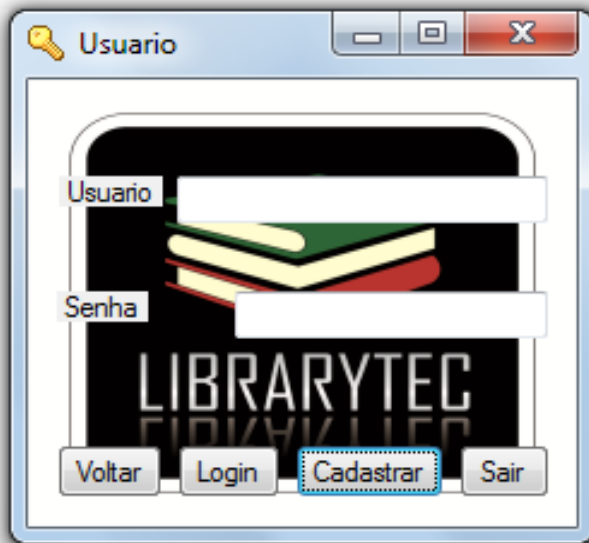 Usuario
Usuario
Senha
LIBRARYTEC
Voltar Login Cadastrar Sair